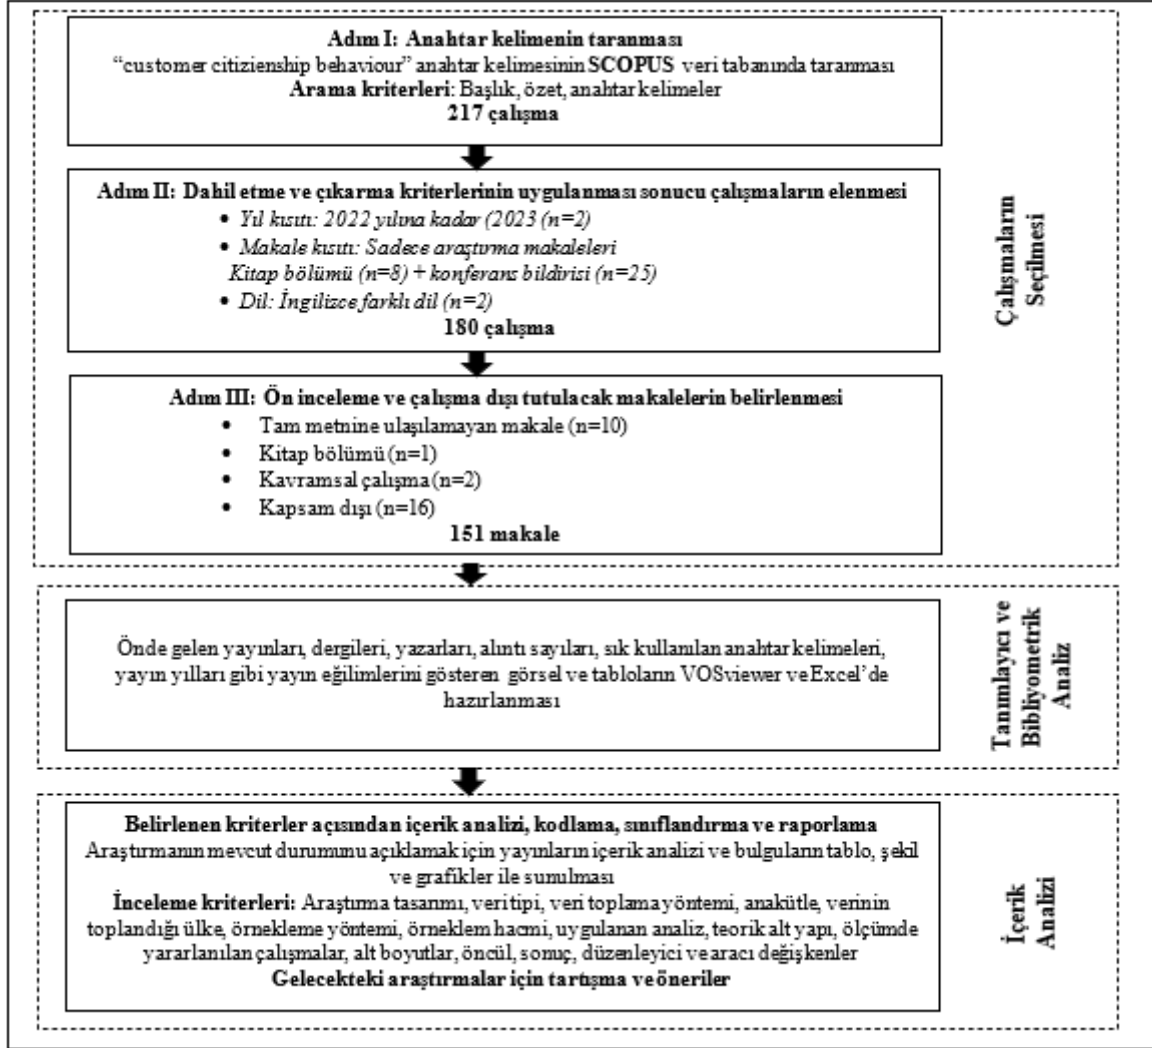 Adım I: Anahtar kelimenin taranması
“customer citizienship behaviour” anahtar kelimesinin SCOPUS veri tabanında taranması
Arama kriterleri: Başlık, özet, anahtar kelimeler
217 çalışma
Adım II: Dahil etme ve çıkarma kriterlerinin uygulanması sonucu çalışmaların elenmesi
• Yıl kısıtı: 2022 yılına kadar (2023 (n=2)
• Makale kısıtı: Sadece araştırma makaleleri
Kitap bölümü (n=8) + konferans bildirisi (n=25)
• Dil: İngilizce farklı dil (n=2)
180 çalışma
Adım III: Ön inceleme ve çalışma dışı tutulacak makalelerin belirlenmesi
• Tam metnine ulaşılamayan makale (n=10)
• Kitap bölümü (n=1)
• Kavramsal çalışma (n=2)
• Kapsam dışı (n=16)
151 makale
Çalışmaların
Seçilmesi
Önde gelen yayınları, dergileri, yazarları, alıntı sayıları, sık kullanılan anahtar kelimeleri,
yayın yılları gibi yayın eğilimlerini gösteren görsel ve tabloların VOSviewer ve Excel’de
hazırlanması
Tanımlayıcı ve
Bibliyometrik
Analiz
Belirlenen kriterler açısından içerik analizi, kodlama, sınıflandırma ve raporlama
Araştırmanın mevcut durumunu açıklamak için yayınların içerik analizi ve bulguların tablo, şekil
ve grafikler ile sunulması
İnceleme kriterleri: Araştırma tasarımı, veri tipi, veri toplama yöntemi, anakütle, verinin
toplandığı ülke, örnekleme yöntemi, örneklem hacmi, uygulanan analiz, teorik alt yapı, ölçümde
yararlanılan çalışmalar, alt boyutlar, öncül, sonuç, düzenleyici ve aracı değişkenler
Gelecekteki araştırmalar için tartışma ve öneriler
İçerik
Analizi